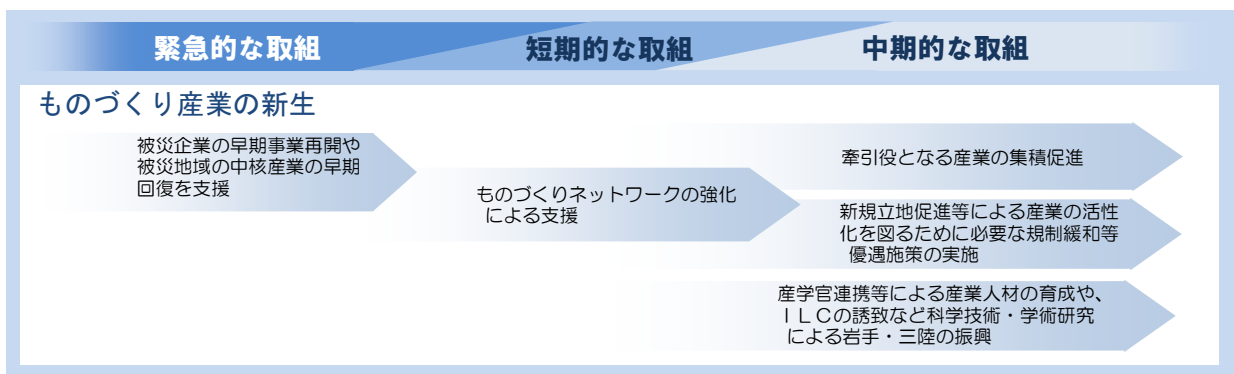 緊急的な取組
短期的な取組
中期的な取組
ものづくり産業の新生
被災企業の早期事業再開や
被災地域の中核産業の早期
回復を支援
ものづくりネットワークの強化
による支援
牽引役となる産業の集積促進
新規立地促進等による産業の活性
化を図るために必要な規制緩和等
優遇施策の実施
産学官連携等による産業人材の育成や、
ＩＬＣの誘致など科学技術・学術研究
による岩手・三陸の振興